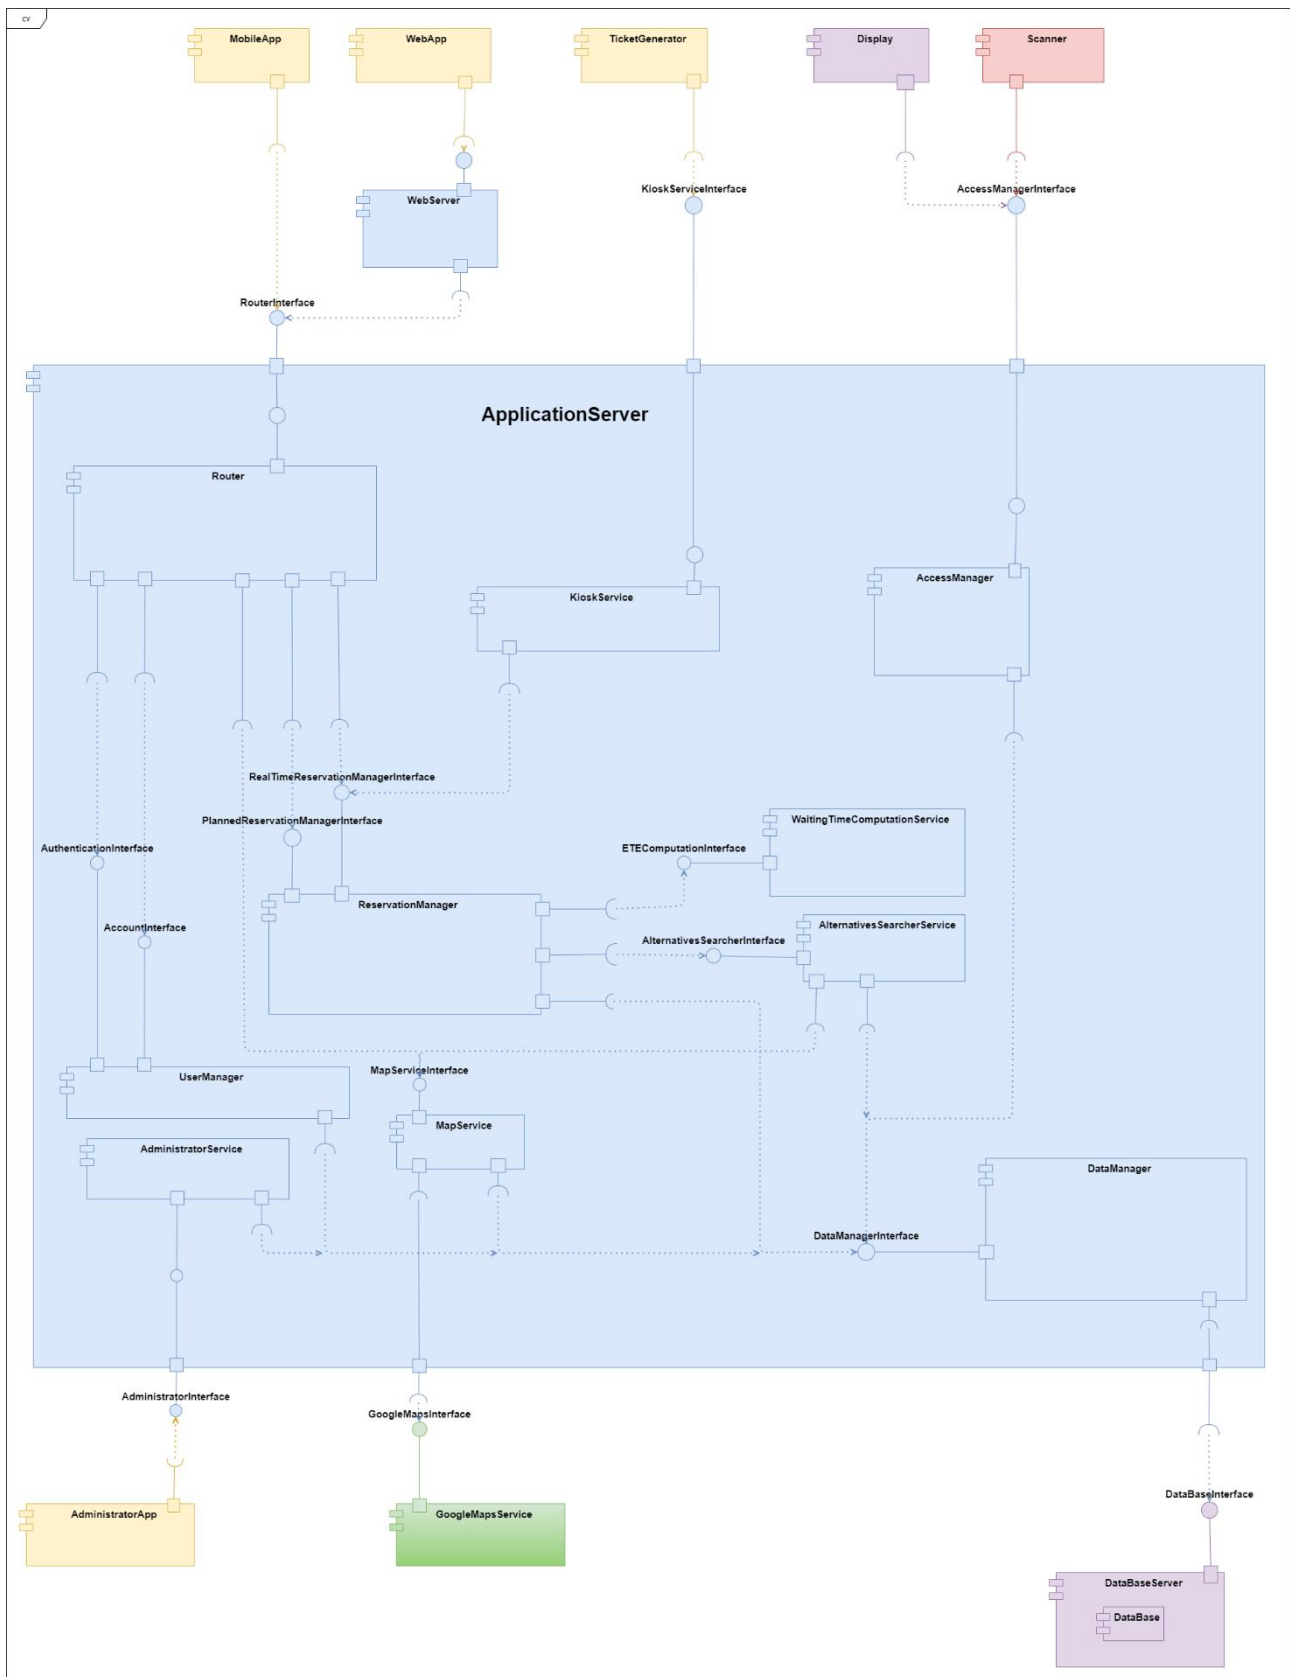 cv
MobileApp
WebApp
TicketGenerator
Display
Scanner
KioskServiceInterface
AccessManagerInterface
WebServer
RouterInterface
ApplicationServer
Router
AccessManager
KioskService
RealTimeReservationManagerInterface
PlannedReservationManagerInterface
WaitingTimeComputationService
AuthenticationInterface
ETEComputationInterface
ReservationManager
AccountInterface
AlternativesSearcherService
AlternativesSearcherInterface
MapServiceInterface
UserManager
MapService
AdministratorService
DataManager
DataManagerInterface
AdministratorInterface
GoogleMapsInterface
DataBaseInterface
AdministratorApp
GoogleMapsService
DataBaseServer
DataBase